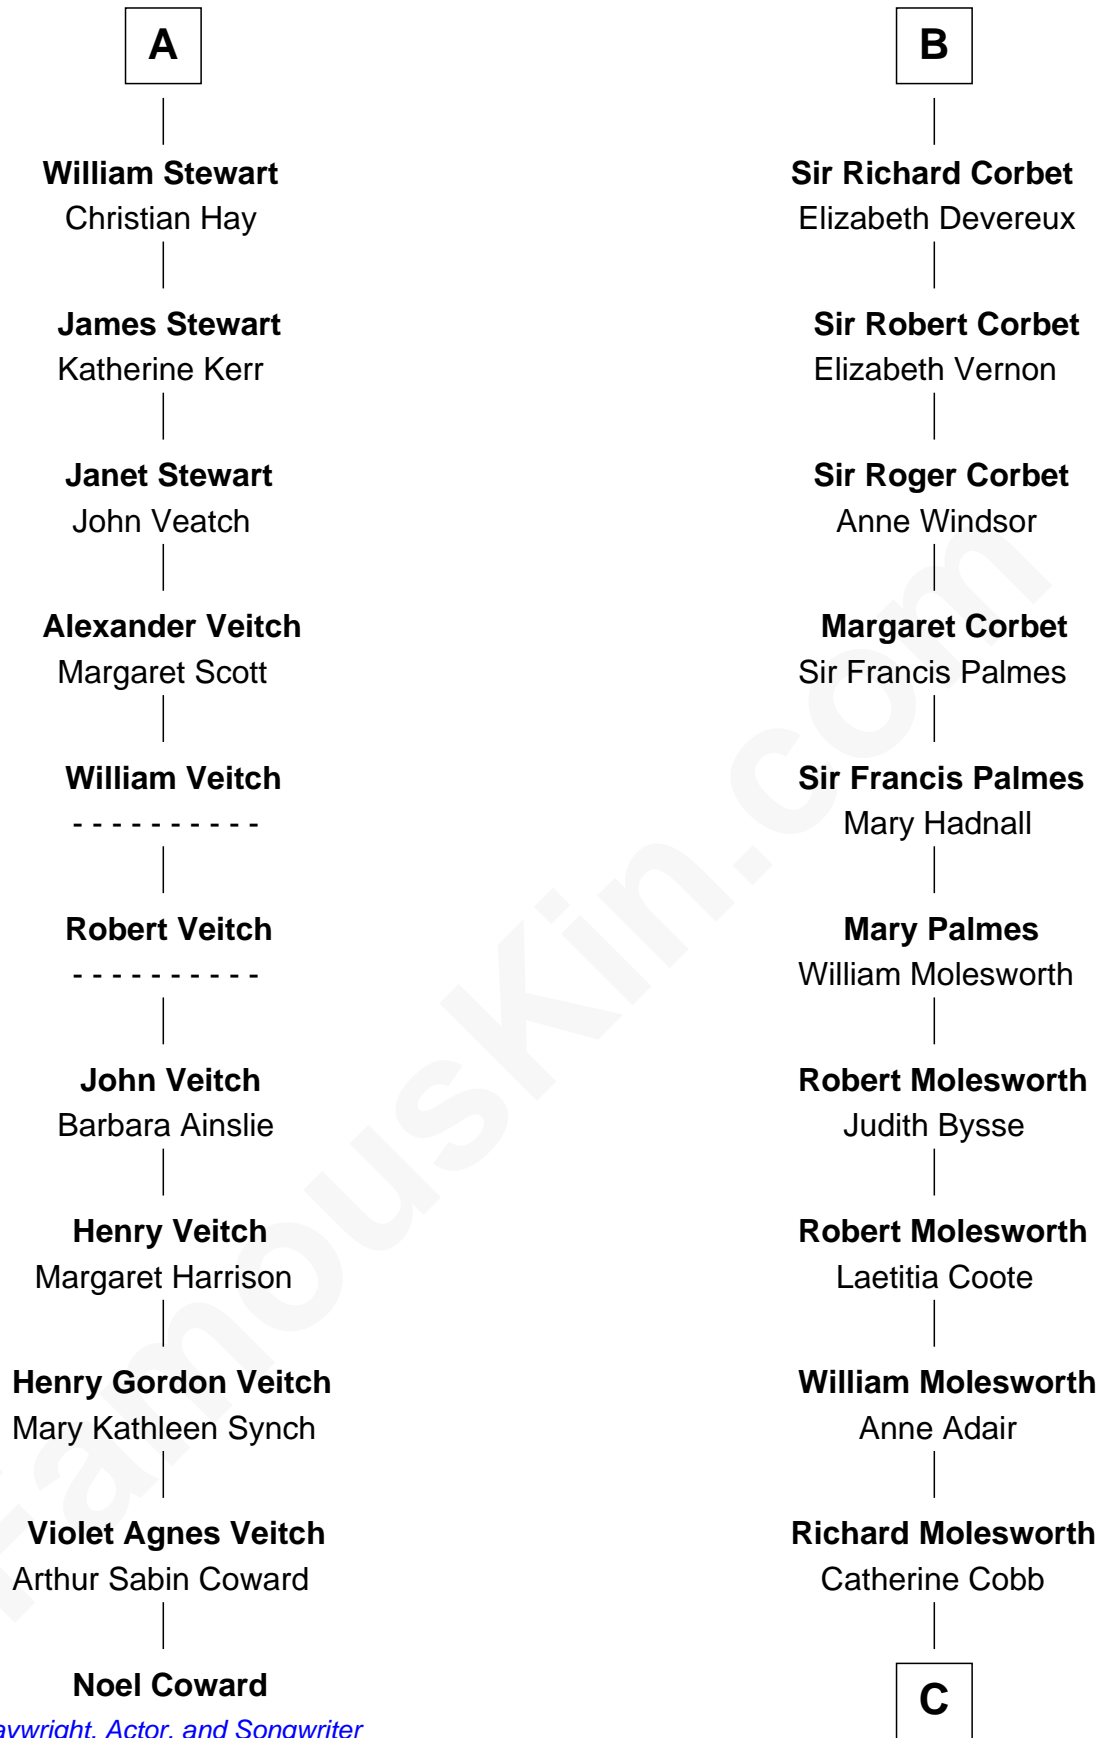 A
William Stewart
Christian Hay
James Stewart
Katherine Kerr
Janet Stewart
John Veatch
Alexander Veitch
Margaret Scott
William Veitch
- - - - - - - - - -
Robert Veitch
- - - - - - - - - -
John Veitch
Barbara Ainslie
Henry Veitch
Margaret Harrison
Henry Gordon Veitch
Mary Kathleen Synch
Violet Agnes Veitch
Arthur Sabin Coward
Noel Coward
aywright, Actor, and Songwriter
B
Sir Richard Corbet
Elizabeth Devereux
Sir Robert Corbet
Elizabeth Vernon
Sir Roger Corbet
Anne Windsor
Margaret Corbet
Sir Francis Palmes
Sir Francis Palmes
Mary Hadnall
Mary Palmes
William Molesworth
Robert Molesworth
Judith Bysse
Robert Molesworth
Laetitia Coote
William Molesworth
Anne Adair
Richard Molesworth
Catherine Cobb
C
FamousKin.com